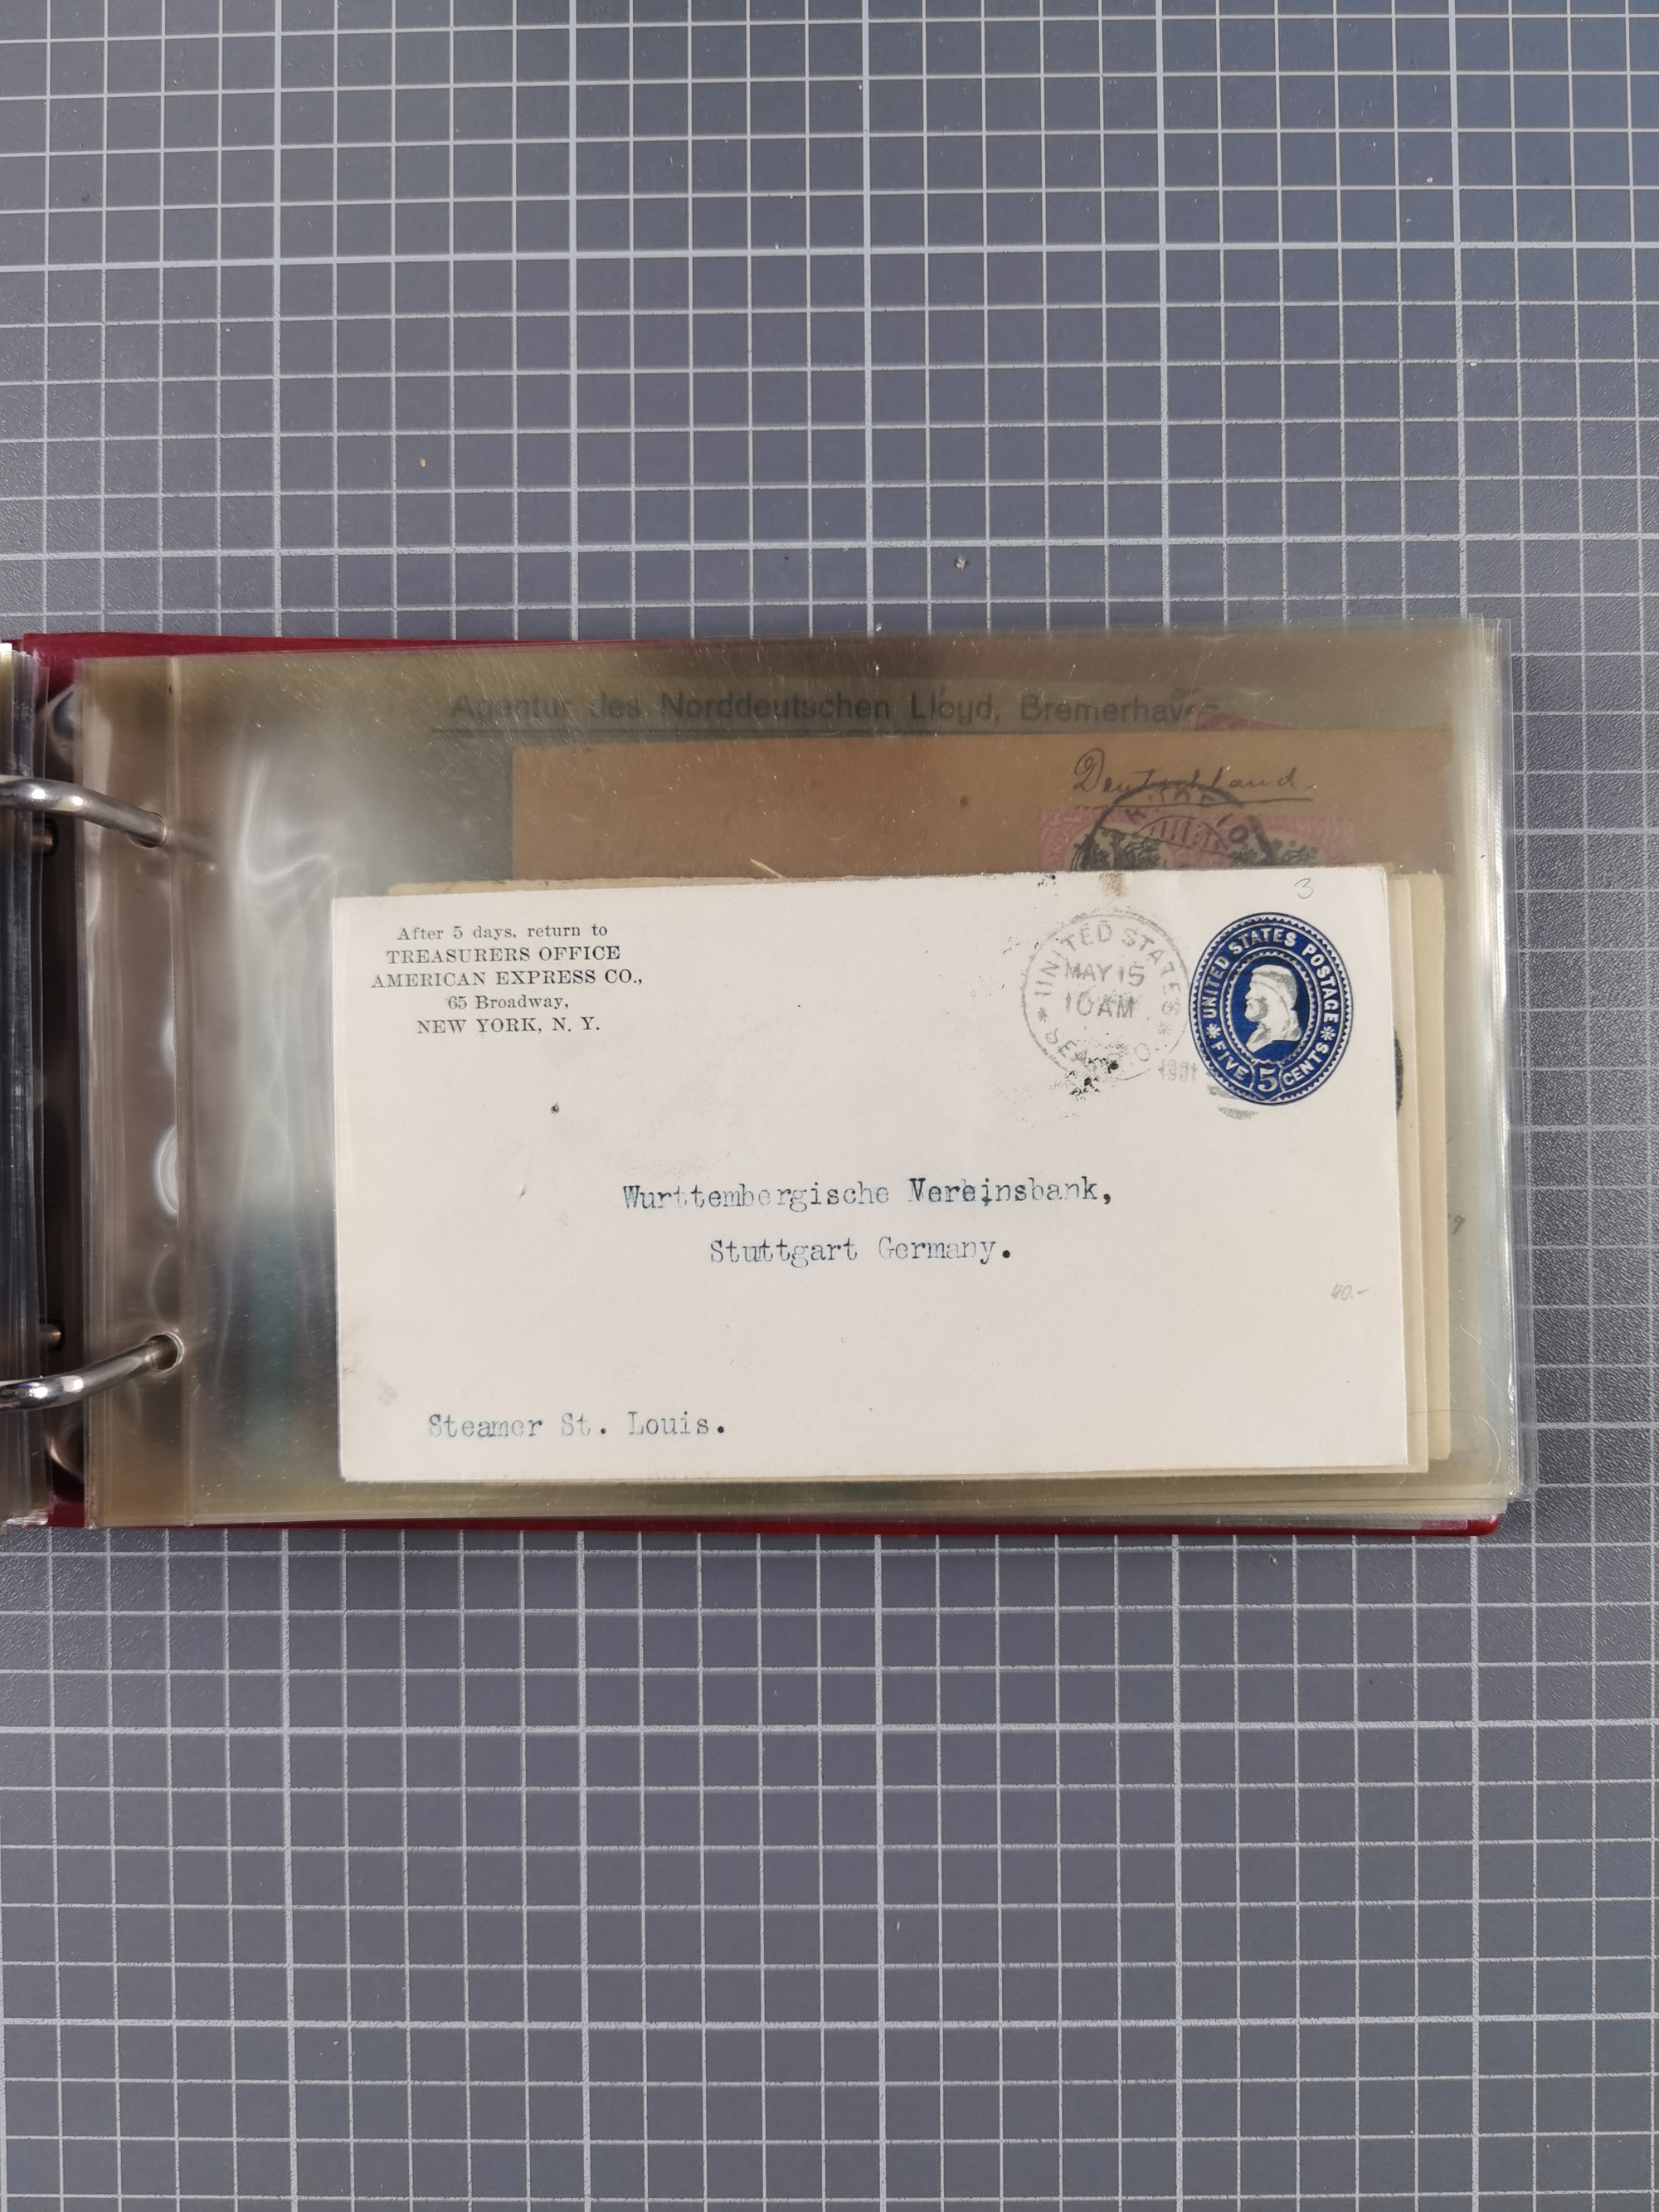 Agentur des Norddeutschen Lloyd, Bremerhaven
Deutschland.
3
After 5 days, return to
TREASURERS OFFICE
AMERICAN EXPRESS CO.,
65 Broadway,
NEW YORK, N. Y.
* UNITED STATES *
MAY 15
10 AM
1901
UNITED STATES POSTAGE
* FIVE 5 CENTS *
Wurttembergische Vereinsbank,
Stuttgart Germany.
40.-
Steamer St. Louis.